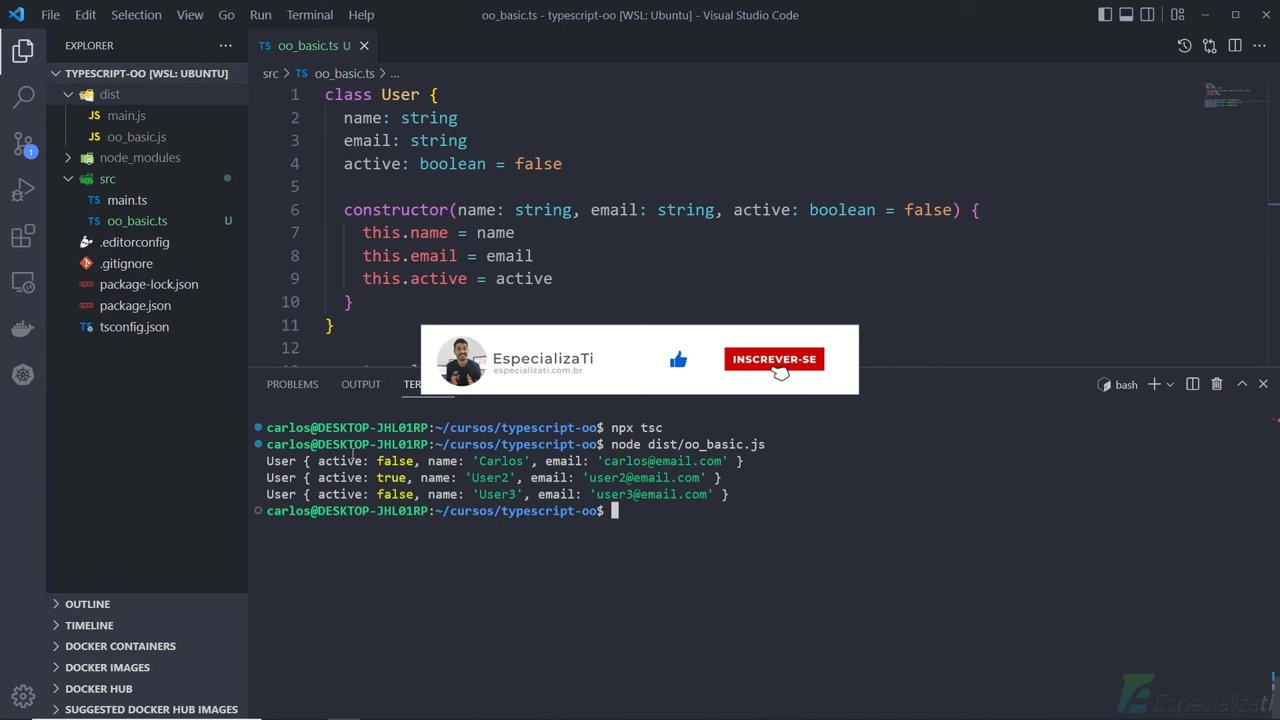 File Edit Selection View Go Run Terminal Help oo_basic.ts - typescript-oo [WSL: Ubuntu] - Visual Studio Code
EXPLORER
TYPESCRIPT-OO [WSL: UBUNTU]
dist
main.js
oo_basic.js
node_modules
src
main.ts
oo_basic.ts U
.editorconfig
.gitignore
package-lock.json
package.json
tsconfig.json
OUTLINE
TIMELINE
DOCKER CONTAINERS
DOCKER IMAGES
DOCKER HUB
SUGGESTED DOCKER HUB IMAGES
1
TS oo_basic.ts U
src > TS oo_basic.ts > ...
1 class User {
2 name: string
3 email: string
4 active: boolean = false
5
6 constructor(name: string, email: string, active: boolean = false) {
7 this.name = name
8 this.email = email
9 this.active = active
10 }
11 }
12
EspecializaTi
especializati.com.br
INSCREVER-SE
PROBLEMS OUTPUT TER
bash
carlos@DESKTOP-JHL01RP:~/cursos/typescript-oo$ npx tsc
carlos@DESKTOP-JHL01RP:~/cursos/typescript-oo$ node dist/oo_basic.js
User { active: false, name: 'Carlos', email: 'carlos@email.com' }
User { active: true, name: 'User2', email: 'user2@email.com' }
User { active: false, name: 'User3', email: 'user3@email.com' }
carlos@DESKTOP-JHL01RP:~/cursos/typescript-oo$
Especializati